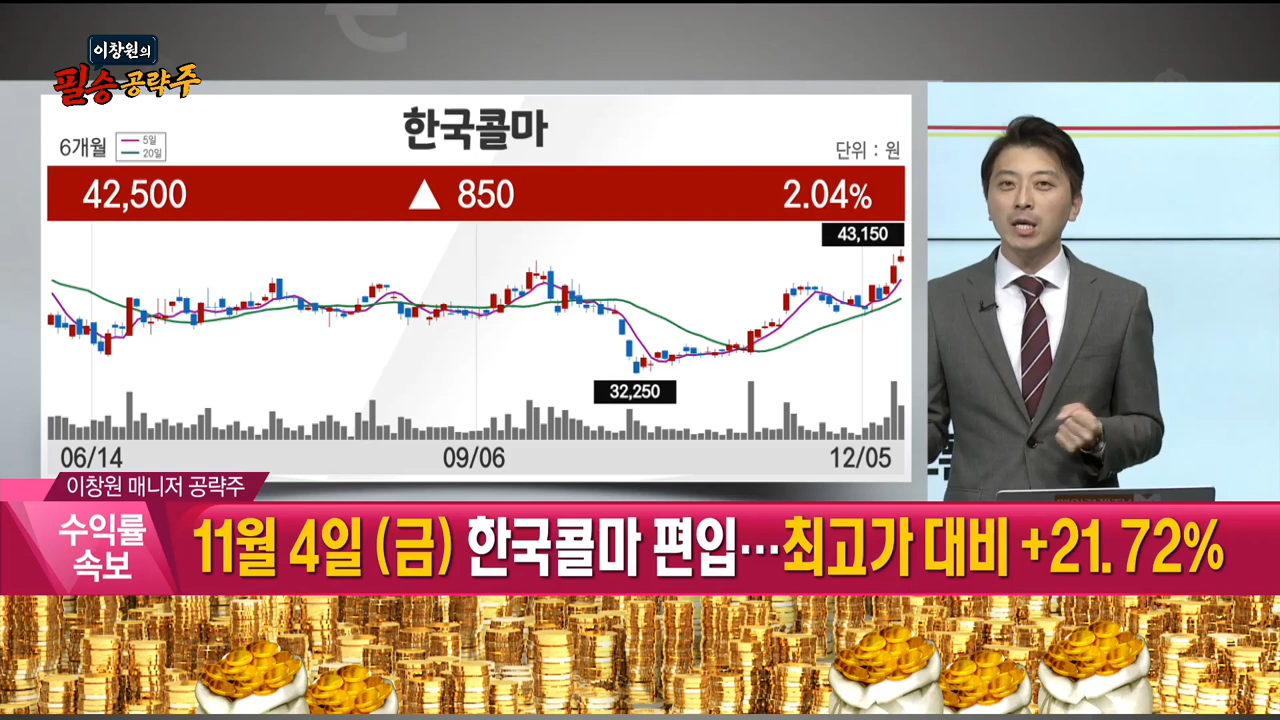 이창원의
필승 공략주
한국콜마
6개월
5일
20일
단위 : 원
42,500 ▲ 850 2.04%
43,150
32,250
06/14 09/06 12/05
이창원 매니저 공략주
수익률
속보
11월 4일 (금) 한국콜마 편입…최고가 대비 +21.72%